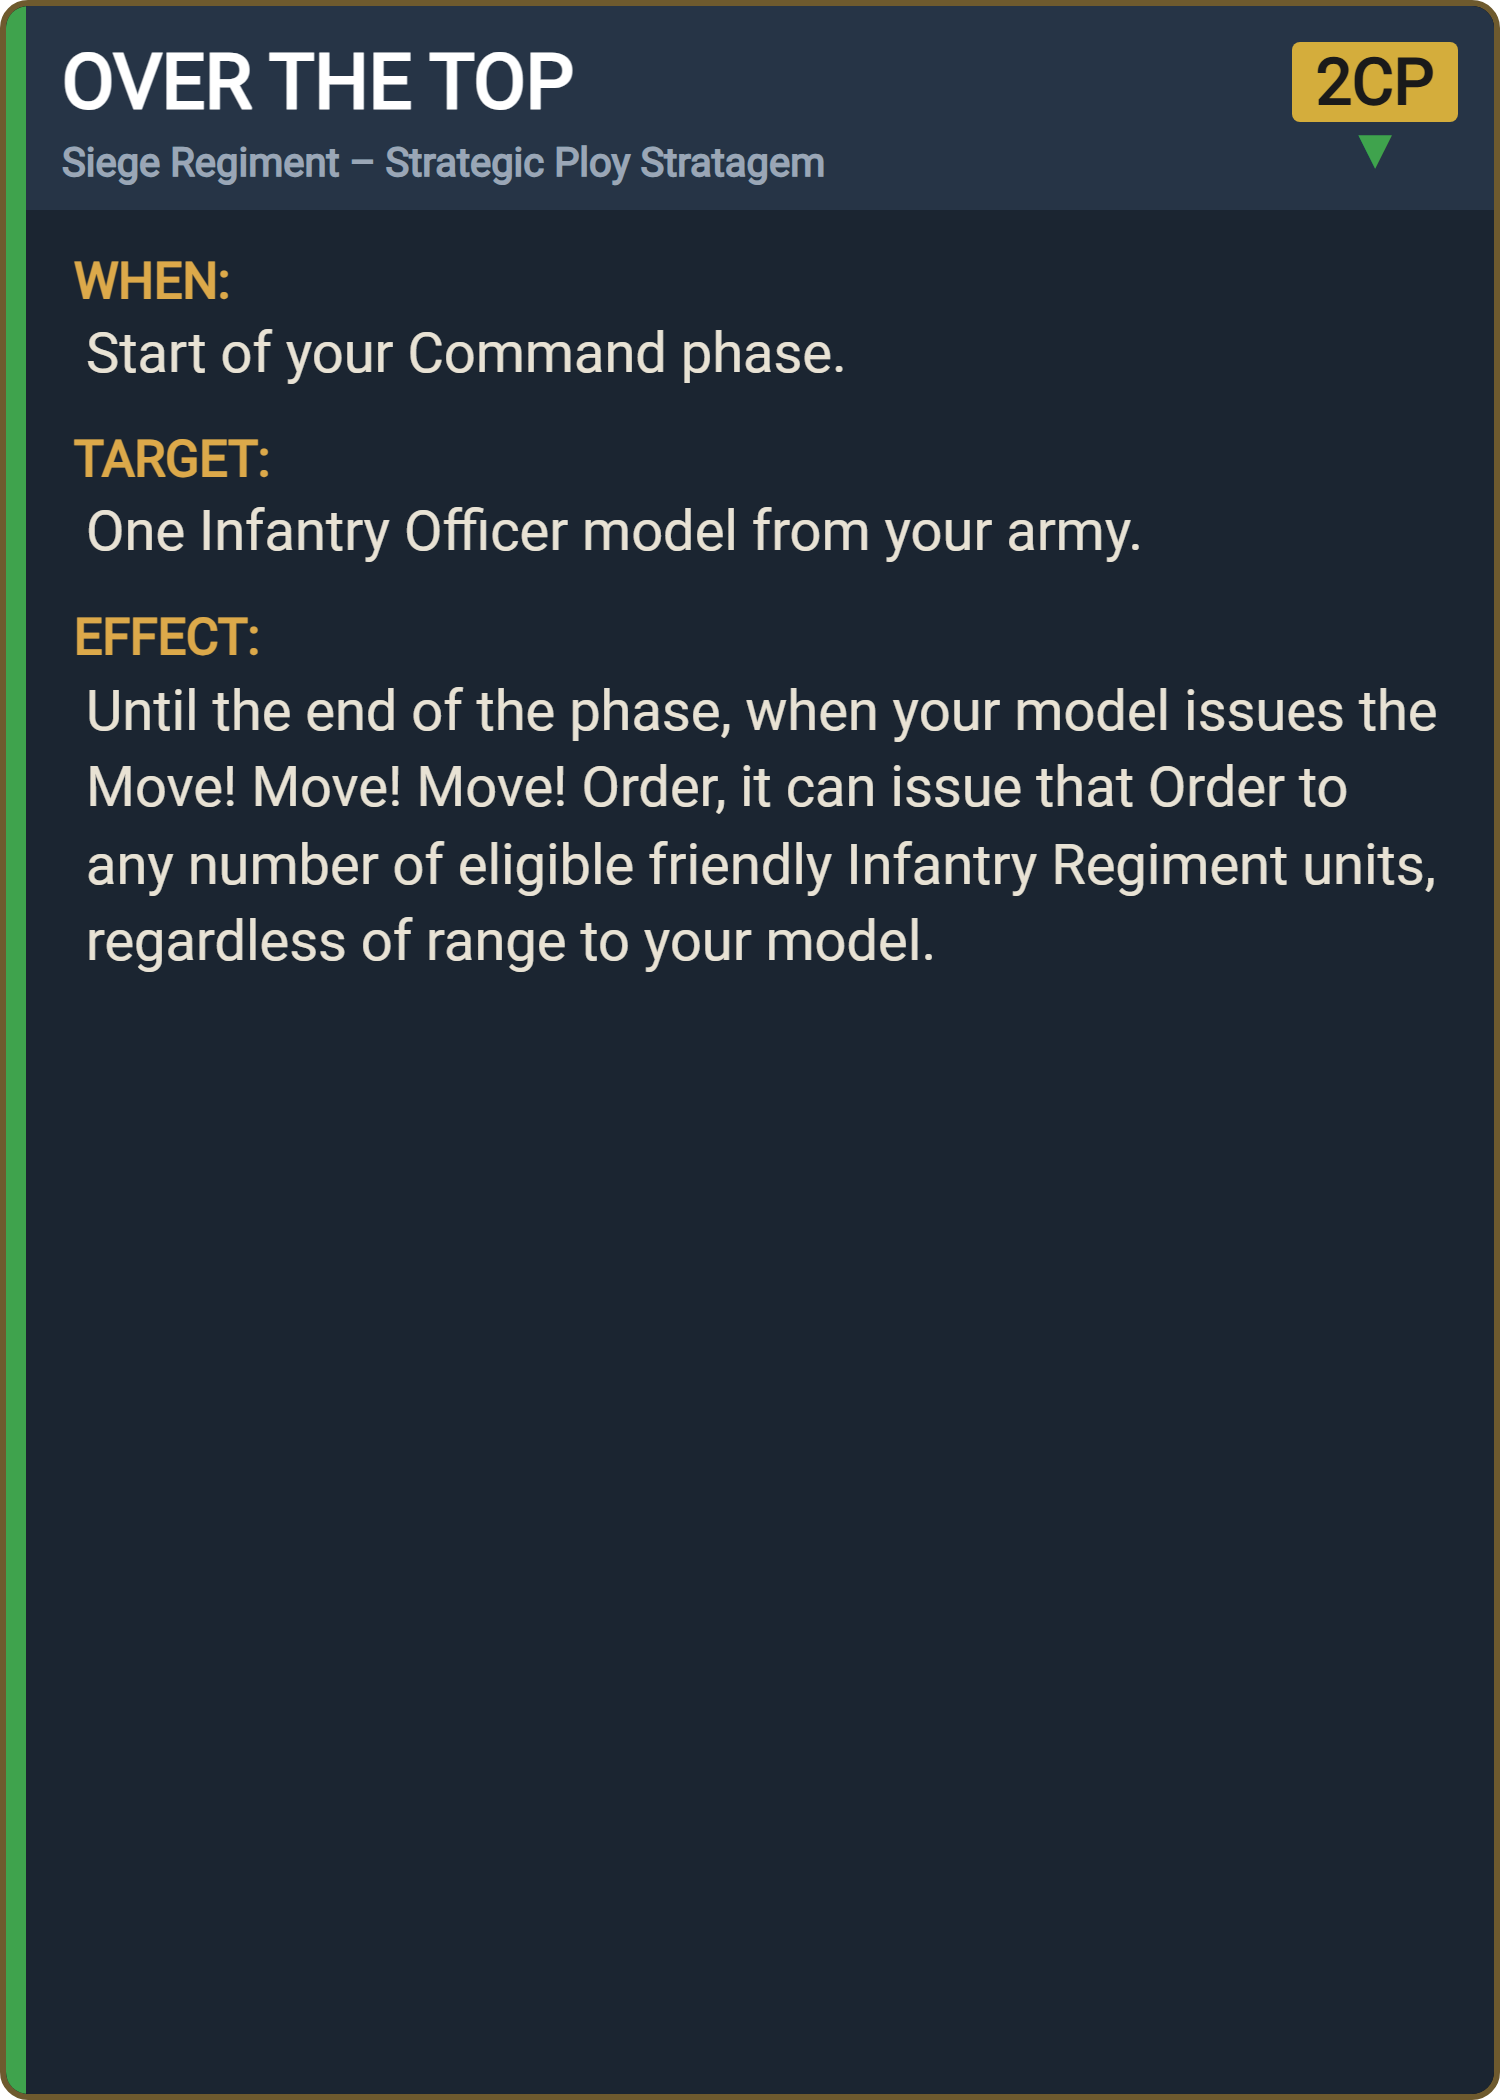 OVER THE TOP
2CP
Siege Regiment – Strategic Ploy Stratagem
WHEN:
Start of your Command phase.
TARGET:
One Infantry Officer model from your army.
EFFECT:
Until the end of the phase, when your model issues the
Move! Move! Move! Order, it can issue that Order to
any number of eligible friendly Infantry Regiment units,
regardless of range to your model.